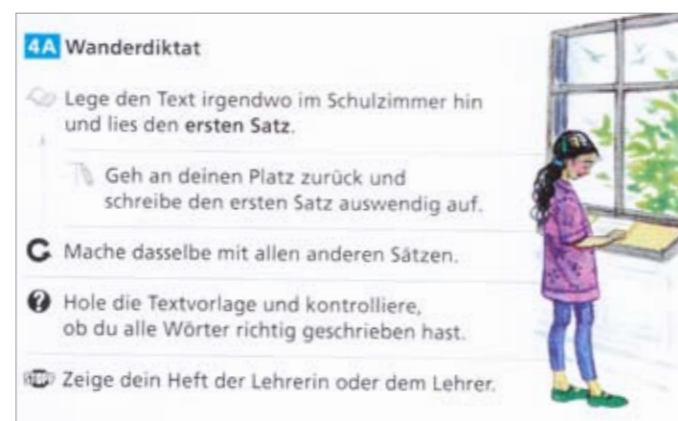 4A Wanderdiktat
Lege den Text irgendwo im Schulzimmer hin
und lies den ersten Satz.
Geh an deinen Platz zurück und
schreibe den ersten Satz auswendig auf.
Mache dasselbe mit allen anderen Sätzen.
Hole die Textvorlage und kontrolliere,
ob du alle Wörter richtig geschrieben hast.
Zeige dein Heft der Lehrerin oder dem Lehrer.